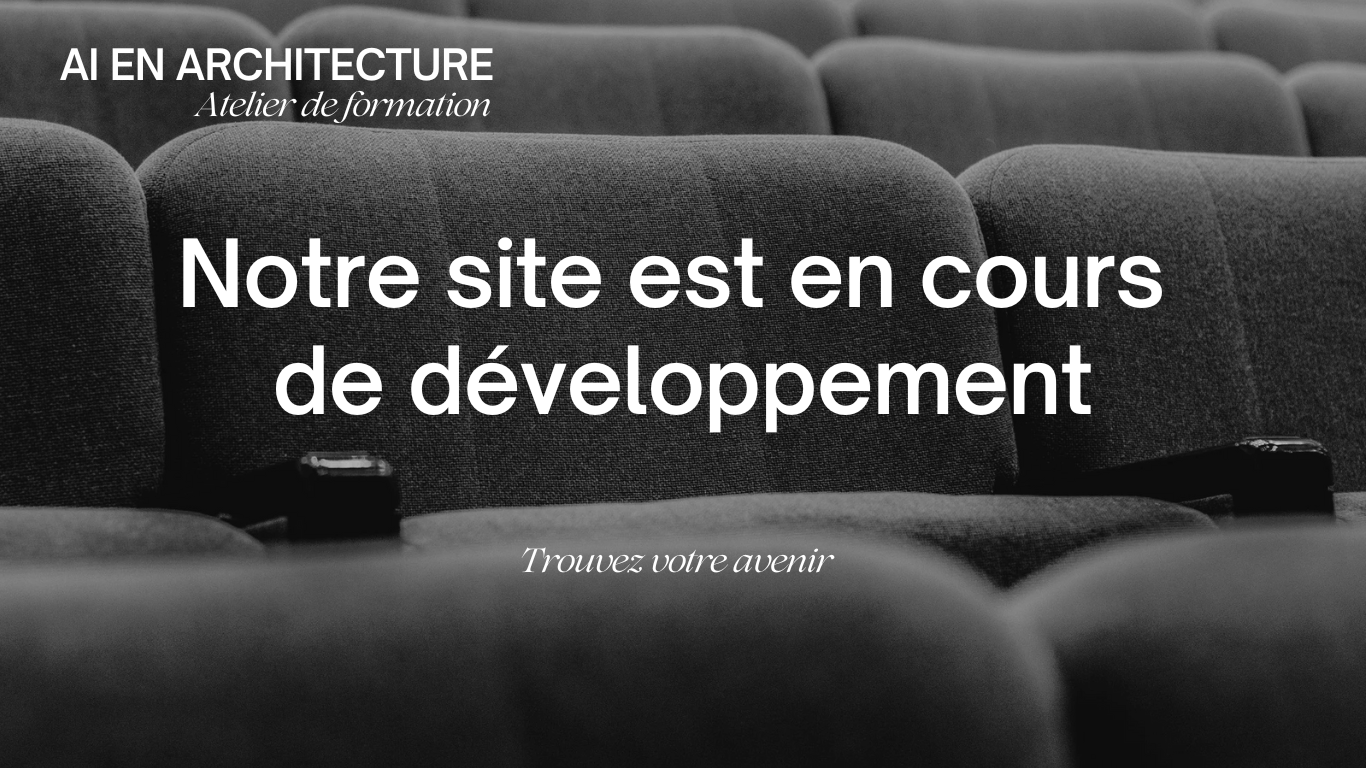 AI EN ARCHITECTURE
Atelier de formation
Notre site est en cours
de développement
Trouvez votre avenir